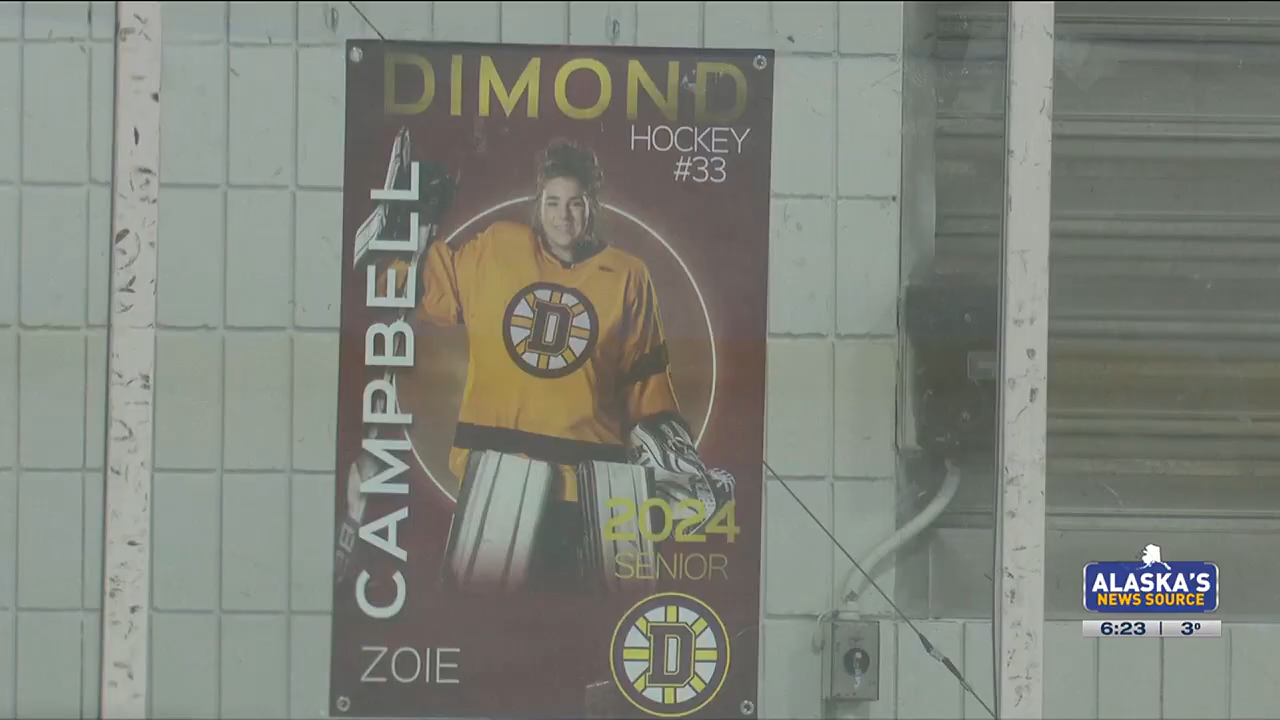 DIMOND
HOCKEY
#33
CAMPBELL
D
2024
SENIOR
ZOIE
D
ALASKA'S
NEWS SOURCE
6:23 | 3°